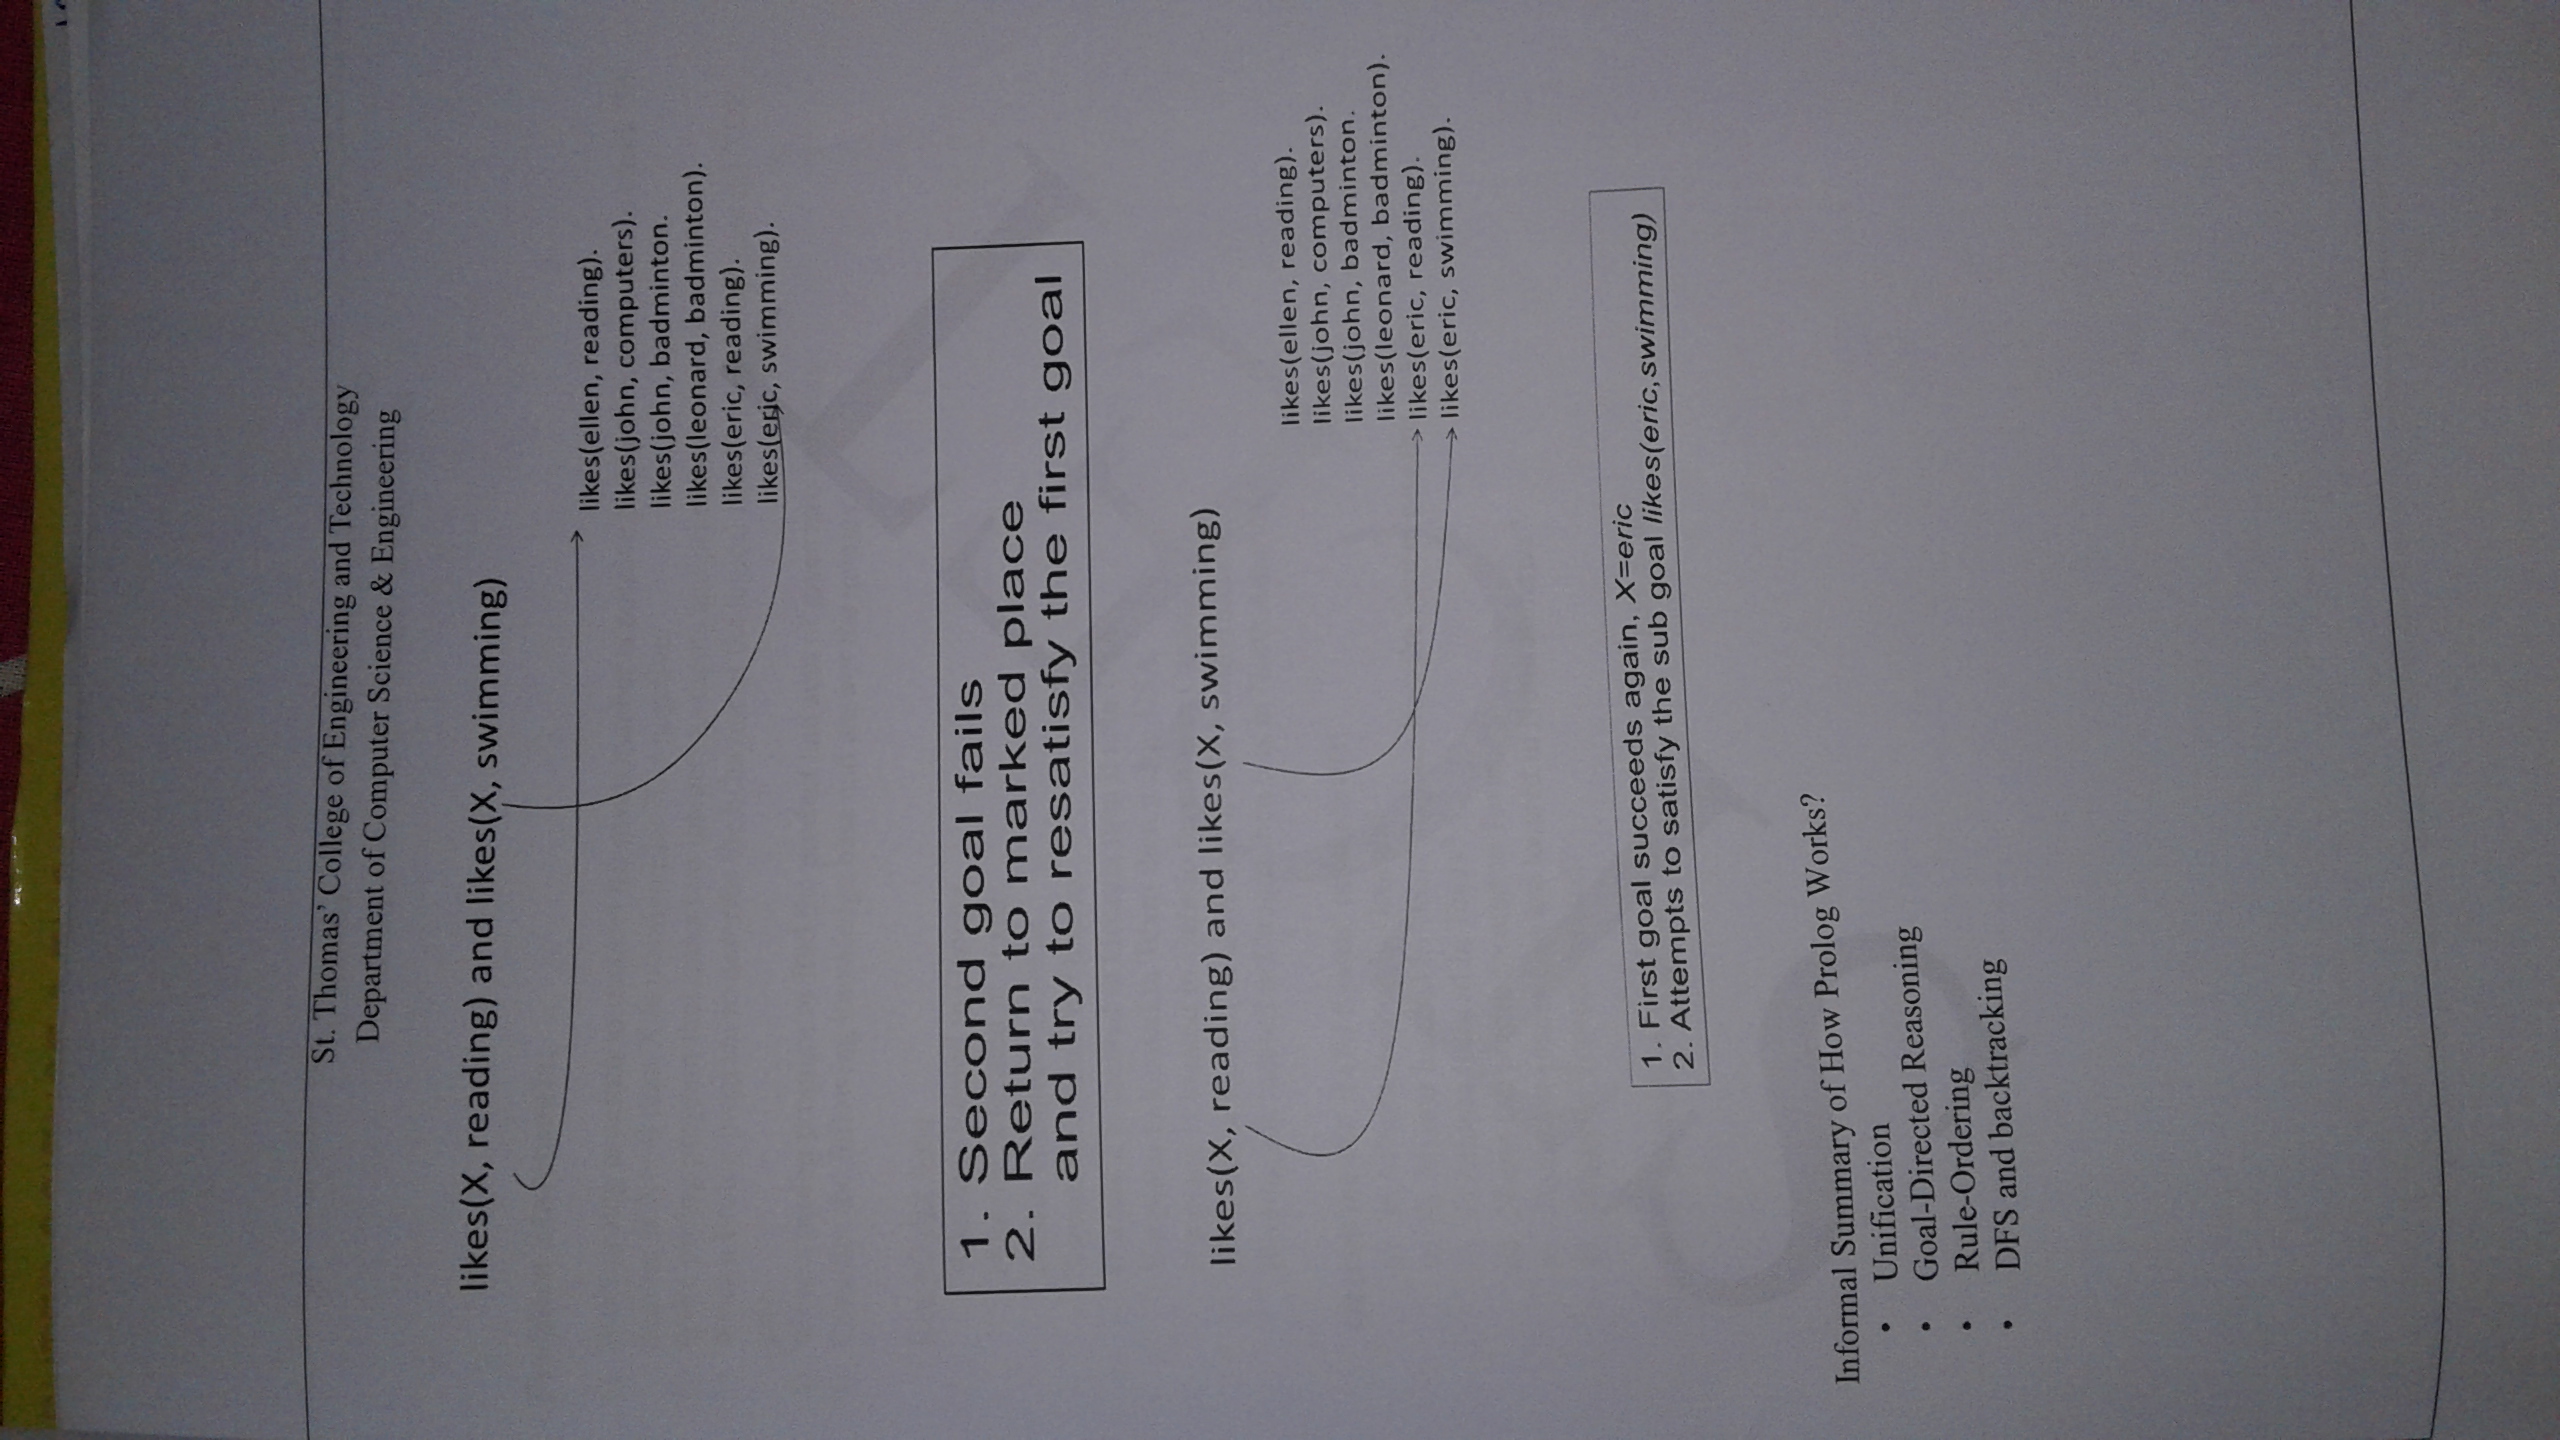 St. Thomas' College of Engineering and Technology
Department of Computer Science & Engineering
likes(X, reading) and likes(X, swimming)
likes(ellen, reading).
likes(john, computers).
likes(john, badminton.
likes(leonard, badminton).
likes(eric, reading).
likes(eric, swimming).
1. Second goal fails
2. Return to marked place
and try to resatisfy the first goal
likes(X, reading) and likes(X, swimming)
likes(ellen, reading).
likes(john, computers).
likes(john, badminton.
likes(leonard, badminton).
likes(eric, reading).
likes(eric, swimming).
1. First goal succeeds again, X=eric
2. Attempts to satisfy the sub goal likes(eric,swimming)
Informal Summary of How Prolog Works?
• Unification
• Goal-Directed Reasoning
• Rule-Ordering
• DFS and backtracking